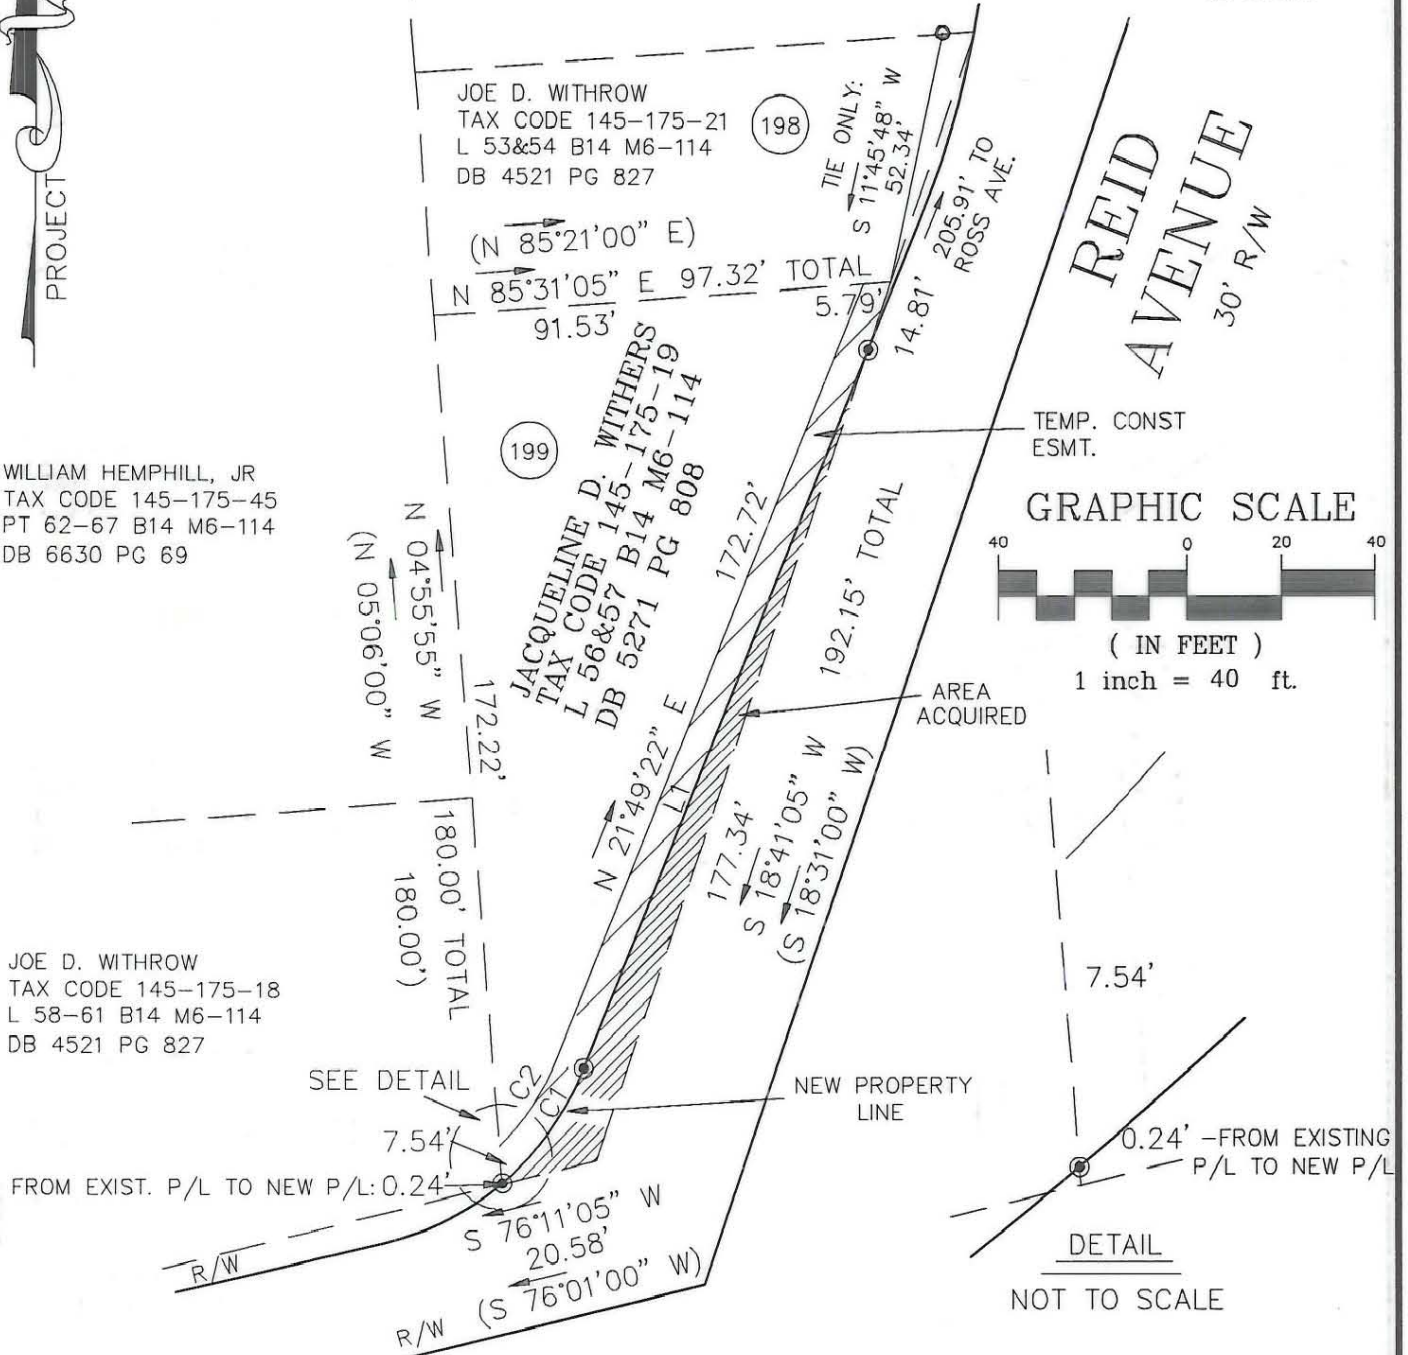 PROJECT
JOE D. WITHROW
TAX CODE 145-175-21
L 53&54 B14 M6-114
DB 4521 PG 827
198
TIE ONLY:
S 11°45'48" W
52.34'
205.91' TO
ROSS AVE.
REID
AVENUE
30' R/W
(N 85°21'00" E)
N 85°31'05" E 97.32' TOTAL
91.53'
5.79'
14.81'
199
JACQUELINE D. WITHERS
TAX CODE 145-175-19
L 56&57 B14 M6-114
DB 5271 PG 808
TEMP. CONST
ESMT.
WILLIAM HEMPHILL, JR
TAX CODE 145-175-45
PT 62-67 B14 M6-114
DB 6630 PG 69
N 04°55'55" W
(N 05°06'00" W
172.22'
172.72'
192.15' TOTAL
GRAPHIC SCALE
40 0 20 40
( IN FEET )
1 inch = 40 ft.
AREA
ACQUIRED
N 21°49'22" E
L1
177.34'
S 18°41'05" W
(S 18°31'00" W)
180.00' TOTAL
180.00')
JOE D. WITHROW
TAX CODE 145-175-18
L 58-61 B14 M6-114
DB 4521 PG 827
SEE DETAIL
C2
C1
NEW PROPERTY
LINE
7.54'
7.54'
FROM EXIST. P/L TO NEW P/L: 0.24'
0.24' -FROM EXISTING
P/L TO NEW P/L
S 76°11'05" W
20.58'
(S 76°01'00" W)
R/W
R/W
DETAIL
NOT TO SCALE